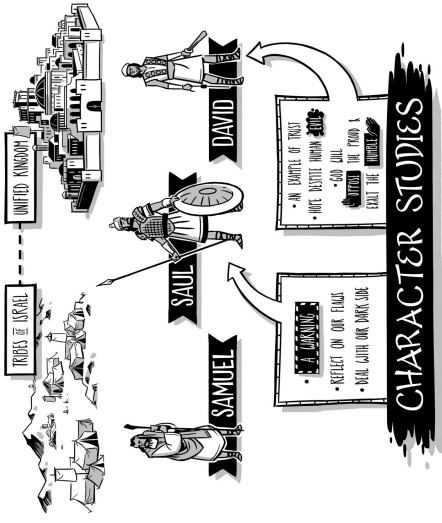 TRIBES OF ISRAEL
UNIFIED KINGDOM
SAMUEL
SAUL
DAVID
A WARNING
• REFLECT ON OUR FLAWS
• DEAL WITH OUR DARK SIDE
• AN EXAMPLE OF TRUST
• HOPE DESPITE HUMAN EVIL
• GOD WILL
OPPOSE THE PROUD &
EXALT THE HUMBLE
CHARACTER STUDIES